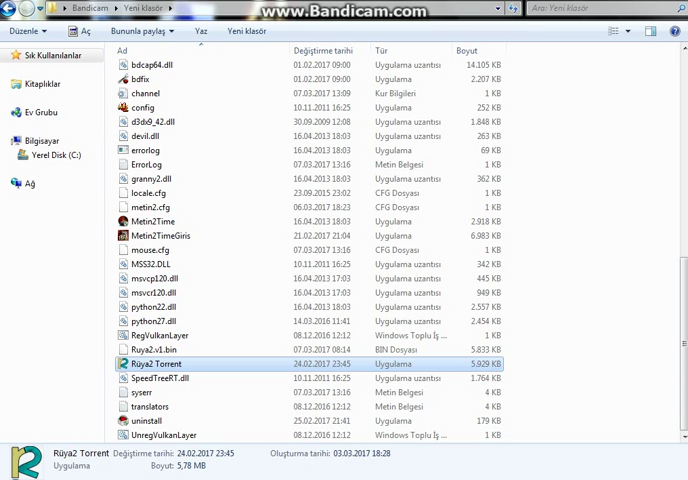 www.Bandicam.com
Bandicam ▸ Yeni klasör ▸
Ara: Yeni klasör
Düzenle Aç Bununla paylaş Yaz Yeni klasör
Sık Kullanılanlar
Kitaplıklar
Ev Grubu
Bilgisayar
Yerel Disk (C:)
Ağ
Ad Değiştirme tarihi Tür Boyut
bdcap64.dll 01.02.2017 09:00 Uygulama uzantısı 14.105 KB
bdfix 01.02.2017 09:00 Uygulama 2.207 KB
channel 07.03.2017 13:09 Kur Bilgileri 1 KB
config 10.11.2011 16:25 Uygulama 252 KB
d3dx9_42.dll 30.09.2009 12:08 Uygulama uzantısı 1.848 KB
devil.dll 16.04.2013 18:03 Uygulama uzantısı 263 KB
errorlog 16.04.2013 18:03 Uygulama 69 KB
ErrorLog 07.03.2017 13:16 Metin Belgesi 1 KB
granny2.dll 16.04.2013 18:03 Uygulama uzantısı 362 KB
locale.cfg 23.09.2015 23:02 CFG Dosyası 1 KB
metin2.cfg 06.03.2017 18:23 CFG Dosyası 1 KB
Metin2Time 16.04.2013 18:03 Uygulama 2.918 KB
Metin2TimeGiris 21.02.2017 21:04 Uygulama 6.983 KB
mouse.cfg 07.03.2017 13:16 CFG Dosyası 1 KB
MSS32.DLL 10.11.2011 16:25 Uygulama uzantısı 342 KB
msvcp120.dll 16.04.2013 17:03 Uygulama uzantısı 445 KB
msvcr120.dll 16.04.2013 17:03 Uygulama uzantısı 949 KB
python22.dll 16.04.2013 18:03 Uygulama uzantısı 2.557 KB
python27.dll 14.03.2016 11:41 Uygulama uzantısı 2.454 KB
RegVulkanLayer 08.12.2016 12:12 Windows Toplu İş ... 1 KB
Ruya2.v1.bin 07.03.2017 08:14 BIN Dosyası 5.833 KB
Rüya2 Torrent 24.02.2017 23:45 Uygulama 5.929 KB
SpeedTreeRT.dll 10.11.2011 16:25 Uygulama uzantısı 1.764 KB
syserr 07.03.2017 13:16 Metin Belgesi 4 KB
translators 08.12.2016 12:12 Metin Belgesi 4 KB
uninstall 25.02.2017 21:41 Uygulama 179 KB
UnregVulkanLayer 08.12.2016 12:12 Windows Toplu İş ... 1 KB
Rüya2 Torrent Değiştirme tarihi: 24.02.2017 23:45 Oluşturma tarihi: 03.03.2017 18:28
Uygulama Boyut: 5,78 MB